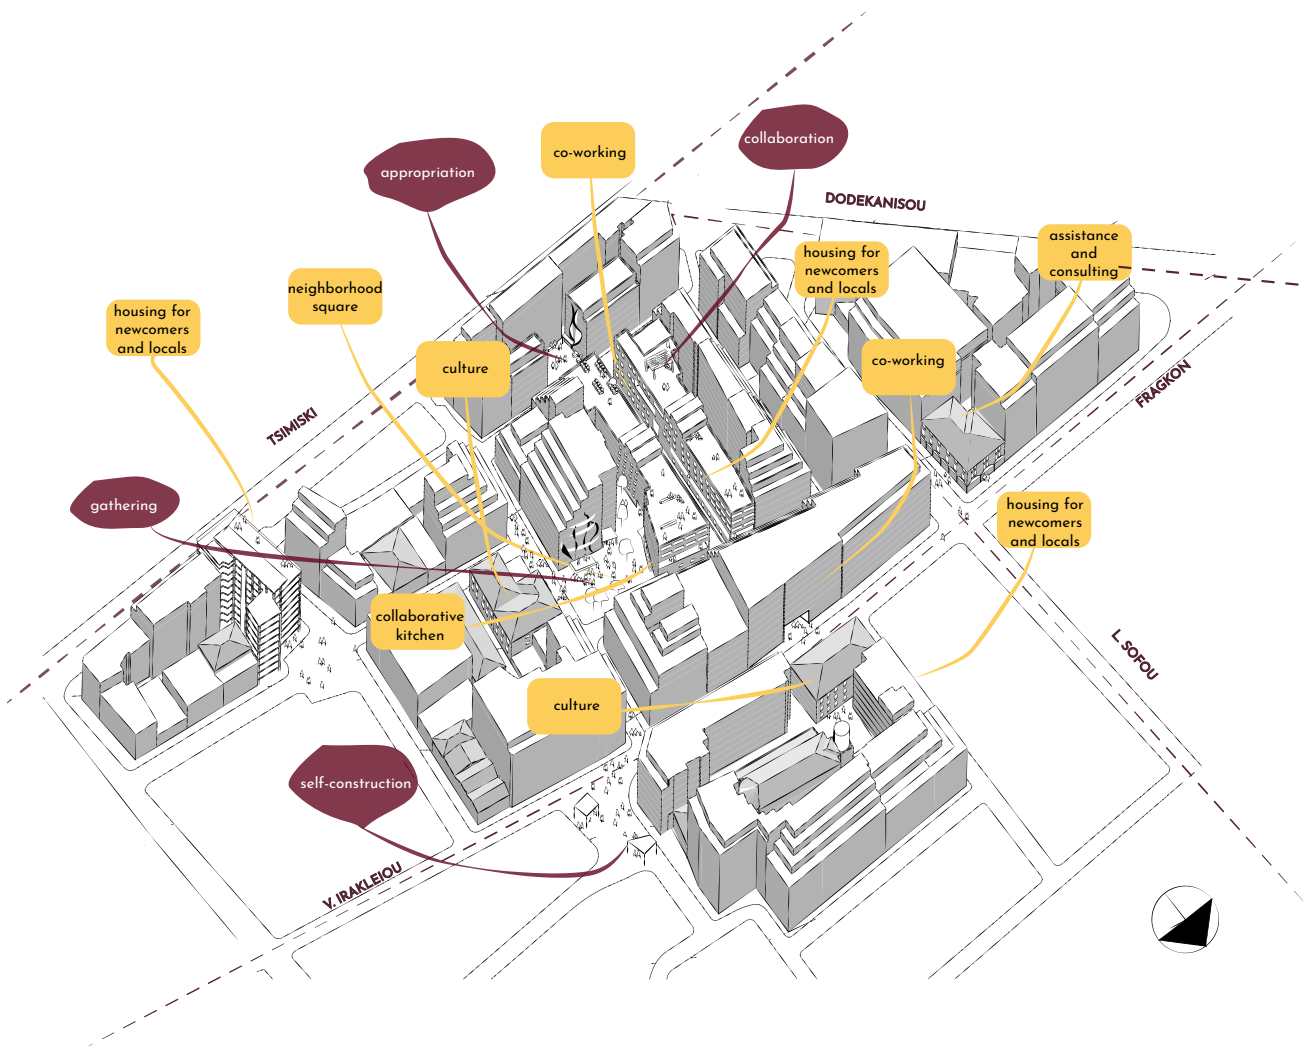 collaboration
co-working
appropriation
DODEKANISOU
assistance
and
consulting
housing for
newcomers
and locals
neighborhood
square
housing for
newcomers
and locals
co-working
culture
FRAGKON
TSIMISKI
gathering
housing for
newcomers
and locals
collaborative
kitchen
L. SOFOU
culture
self-construction
V. IRAKLEIOU